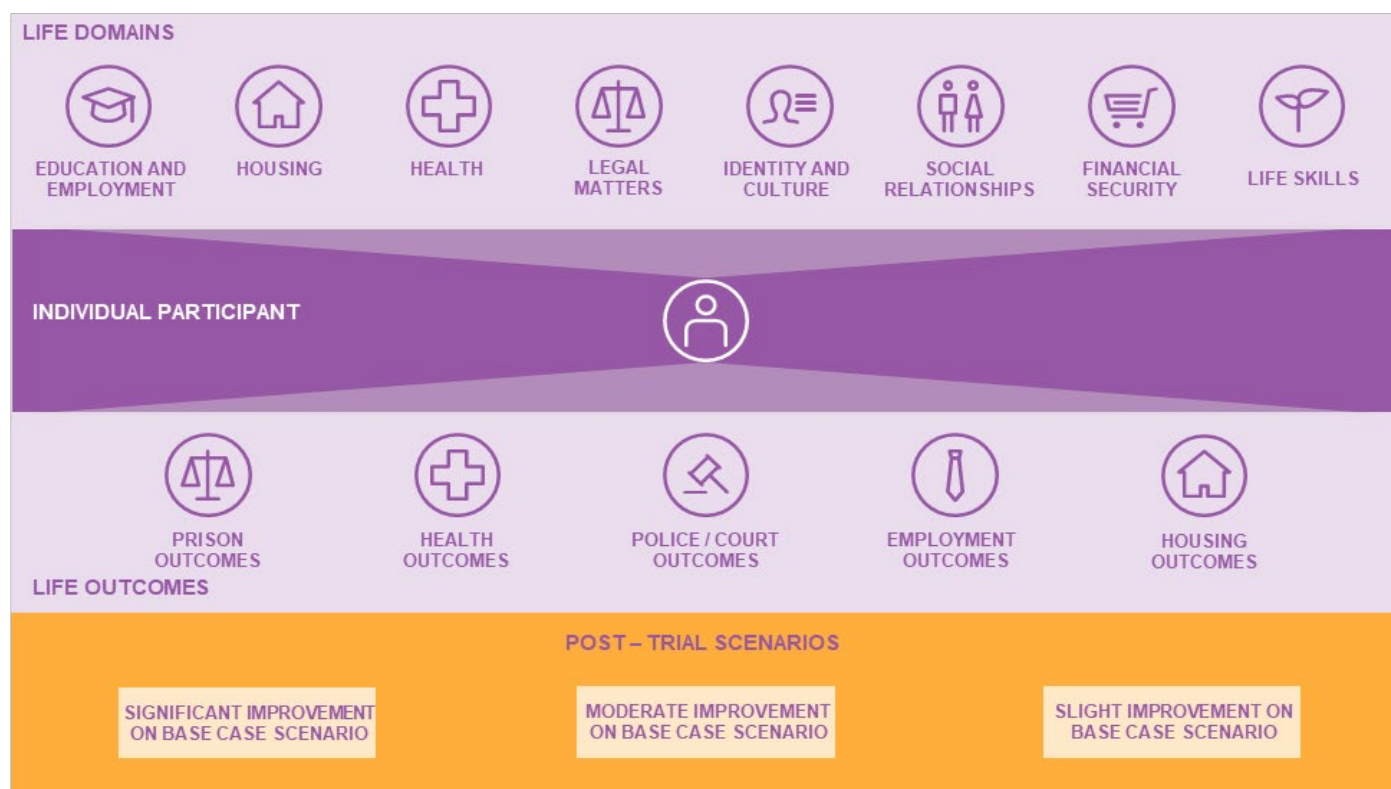 LIFE DOMAINS
EDUCATION AND
EMPLOYMENT
HOUSING
HEALTH
LEGAL
MATTERS
IDENTITY AND
CULTURE
SOCIAL
RELATIONSHIPS
FINANCIAL
SECURITY
LIFE SKILLS
INDIVIDUAL PARTICIPANT
PRISON
OUTCOMES
HEALTH
OUTCOMES
POLICE / COURT
OUTCOMES
EMPLOYMENT
OUTCOMES
HOUSING
OUTCOMES
LIFE OUTCOMES
POST – TRIAL SCENARIOS
SIGNIFICANT IMPROVEMENT
ON BASE CASE SCENARIO
MODERATE IMPROVEMENT
ON BASE CASE SCENARIO
SLIGHT IMPROVEMENT ON
BASE CASE SCENARIO